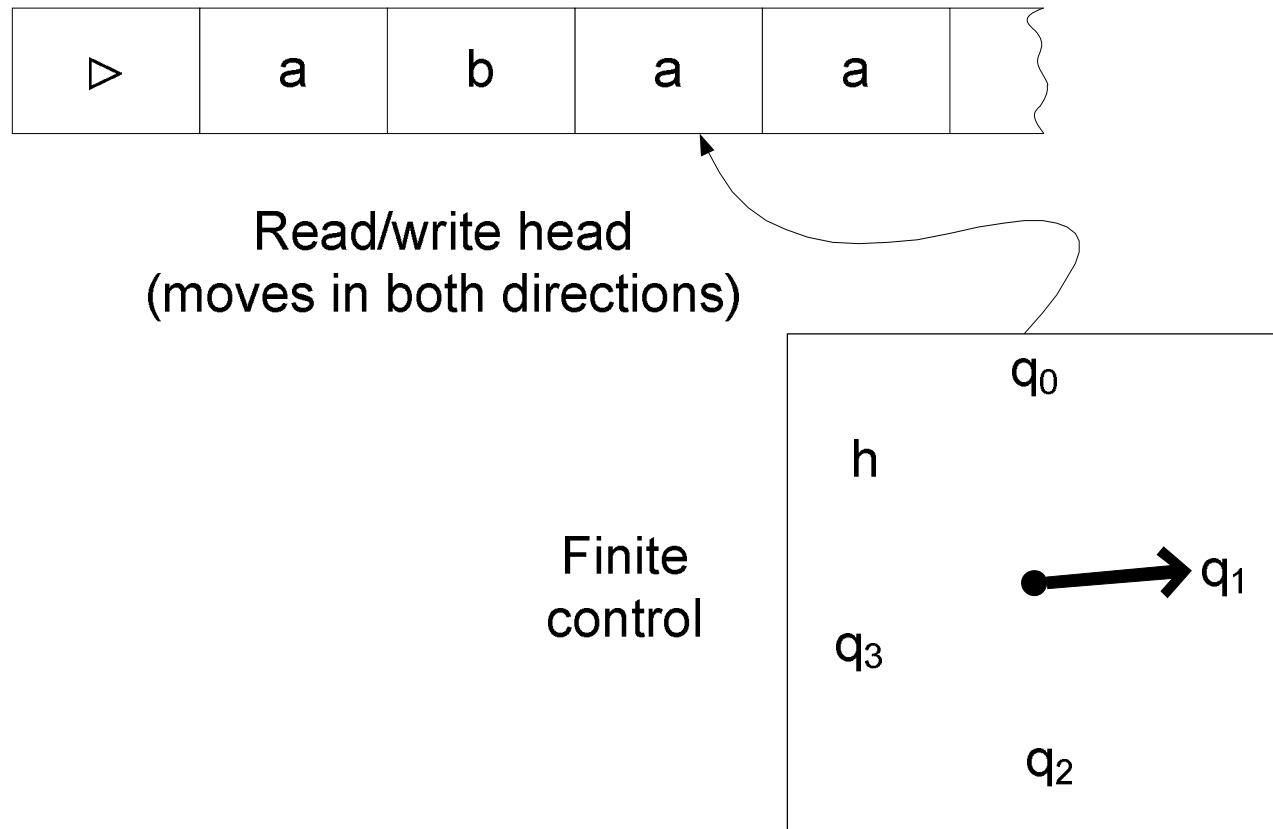 ▷ a b a a
Read/write head
(moves in both directions)
q₀
h
Finite
control
q₁
q₃
q₂